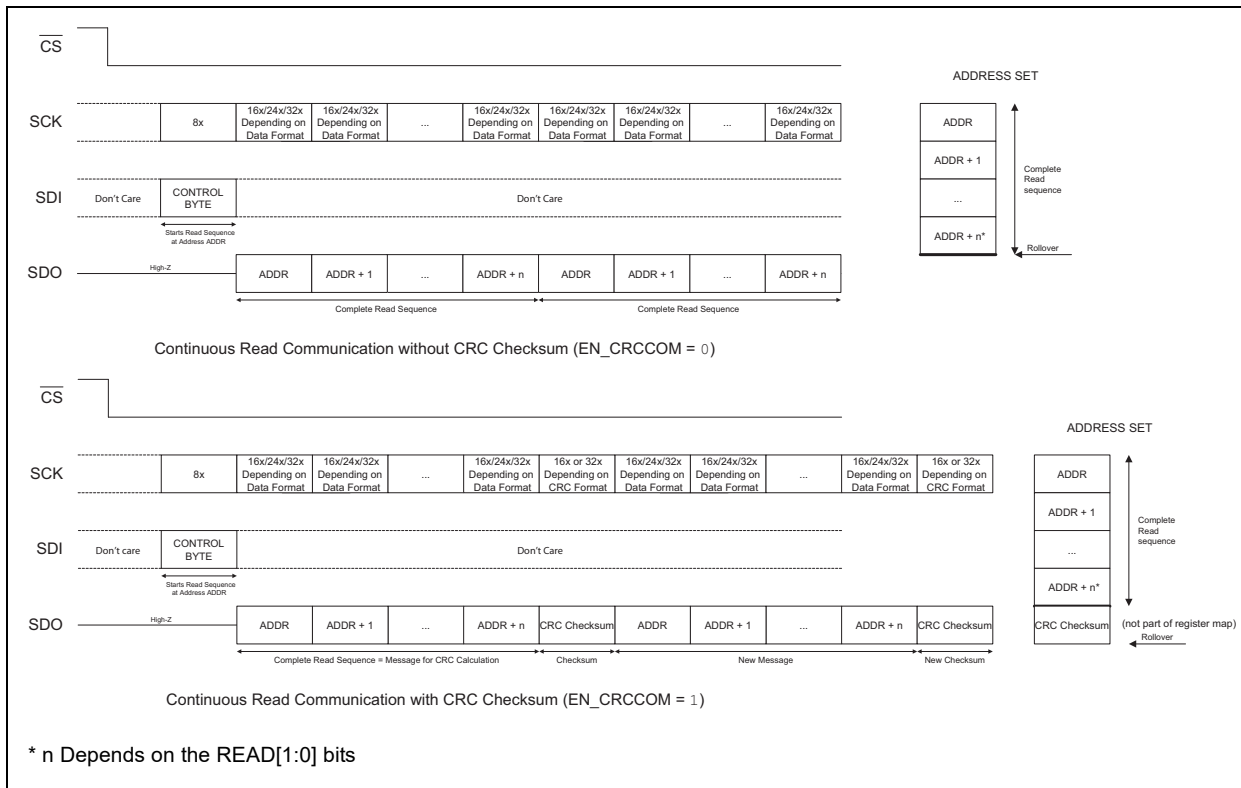 CS
ADDRESS SET
SCK
8x
16x/24x/32x
Depending on
Data Format
16x/24x/32x
Depending on
Data Format
...
16x/24x/32x
Depending on
Data Format
16x/24x/32x
Depending on
Data Format
16x/24x/32x
Depending on
Data Format
...
16x/24x/32x
Depending on
Data Format
ADDR
ADDR + 1
...
ADDR + n*
Complete
Read
sequence
Rollover
SDI
Don't Care
CONTROL
BYTE
Don't Care
Starts Read Sequence
at Address ADDR
SDO
High-Z
ADDR
ADDR + 1
...
ADDR + n
ADDR
ADDR + 1
...
ADDR + n
Complete Read Sequence
Complete Read Sequence
Continuous Read Communication without CRC Checksum (EN_CRCCOM = 0)
CS
ADDRESS SET
SCK
8x
16x/24x/32x
Depending on
Data Format
16x/24x/32x
Depending on
Data Format
...
16x/24x/32x
Depending on
Data Format
16x or 32x
Depending on
CRC Format
16x/24x/32x
Depending on
Data Format
16x/24x/32x
Depending on
Data Format
...
16x/24x/32x
Depending on
Data Format
16x or 32x
Depending on
CRC Format
ADDR
ADDR + 1
...
ADDR + n*
CRC Checksum
Complete
Read
sequence
(not part of register map)
Rollover
SDI
Don't care
CONTROL
BYTE
Don't Care
Starts Read Sequence
at Address ADDR
SDO
High-Z
ADDR
ADDR + 1
...
ADDR + n
CRC Checksum
ADDR
ADDR + 1
...
ADDR + n
CRC Checksum
Complete Read Sequence = Message for CRC Calculation
Checksum
New Message
New Checksum
Continuous Read Communication with CRC Checksum (EN_CRCCOM = 1)
* n Depends on the READ[1:0] bits